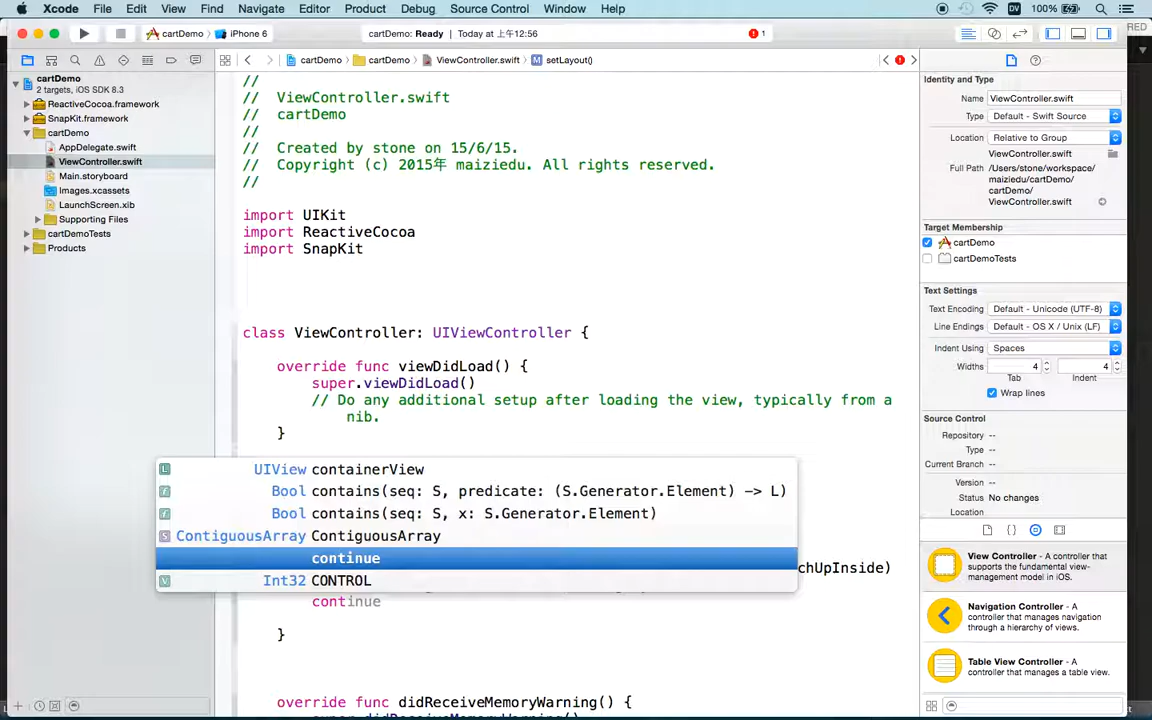 Xcode File Edit View Find Navigate Editor Product Debug Source Control Window Help DV 100%
cartDemo iPhone 6 cartDemo: Ready Today at 上午12:56 1
RED
cartDemo cartDemo ViewController.swift M setLayout()
cartDemo
2 targets, iOS SDK 8.3
ReactiveCocoa.framework
SnapKit.framework
cartDemo
AppDelegate.swift
ViewController.swift
Main.storyboard
Images.xcassets
LaunchScreen.xib
Supporting Files
cartDemoTests
Products
//
// ViewController.swift
// cartDemo
//
// Created by stone on 15/6/15.
// Copyright (c) 2015年 maiziedu. All rights reserved.
//
import UIKit
import ReactiveCocoa
import SnapKit
class ViewController: UIViewController {
override func viewDidLoad() {
super.viewDidLoad()
// Do any additional setup after loading the view, typically from a
nib.
}
L UIView containerView
f Bool contains(seq: S, predicate: (S.Generator.Element) -> L)
f Bool contains(seq: S, x: S.Generator.Element)
S ContiguousArray ContiguousArray
continue
V Int32 CONTROL
chUpInside)
continue
}
override func didReceiveMemoryWarning() {
super.didReceiveMemoryWarning()
Identity and Type
Name ViewController.swift
Type Default - Swift Source
Location Relative to Group
ViewController.swift
Full Path /Users/stone/workspace/
maiziedu/cartDemo/
cartDemo/
ViewController.swift
Target Membership
cartDemo
cartDemoTests
Text Settings
Text Encoding Default - Unicode (UTF-8)
Line Endings Default - OS X / Unix (LF)
Indent Using Spaces
Widths 4 4
Tab Indent
Wrap lines
Source Control
Repository --
Type --
Current Branch --
Version --
Status No changes
Location
{ }
View Controller - A controller that
supports the fundamental view-
management model in iOS.
Navigation Controller - A
controller that manages navigation
through a hierarchy of views.
Table View Controller - A
controller that manages a table view.